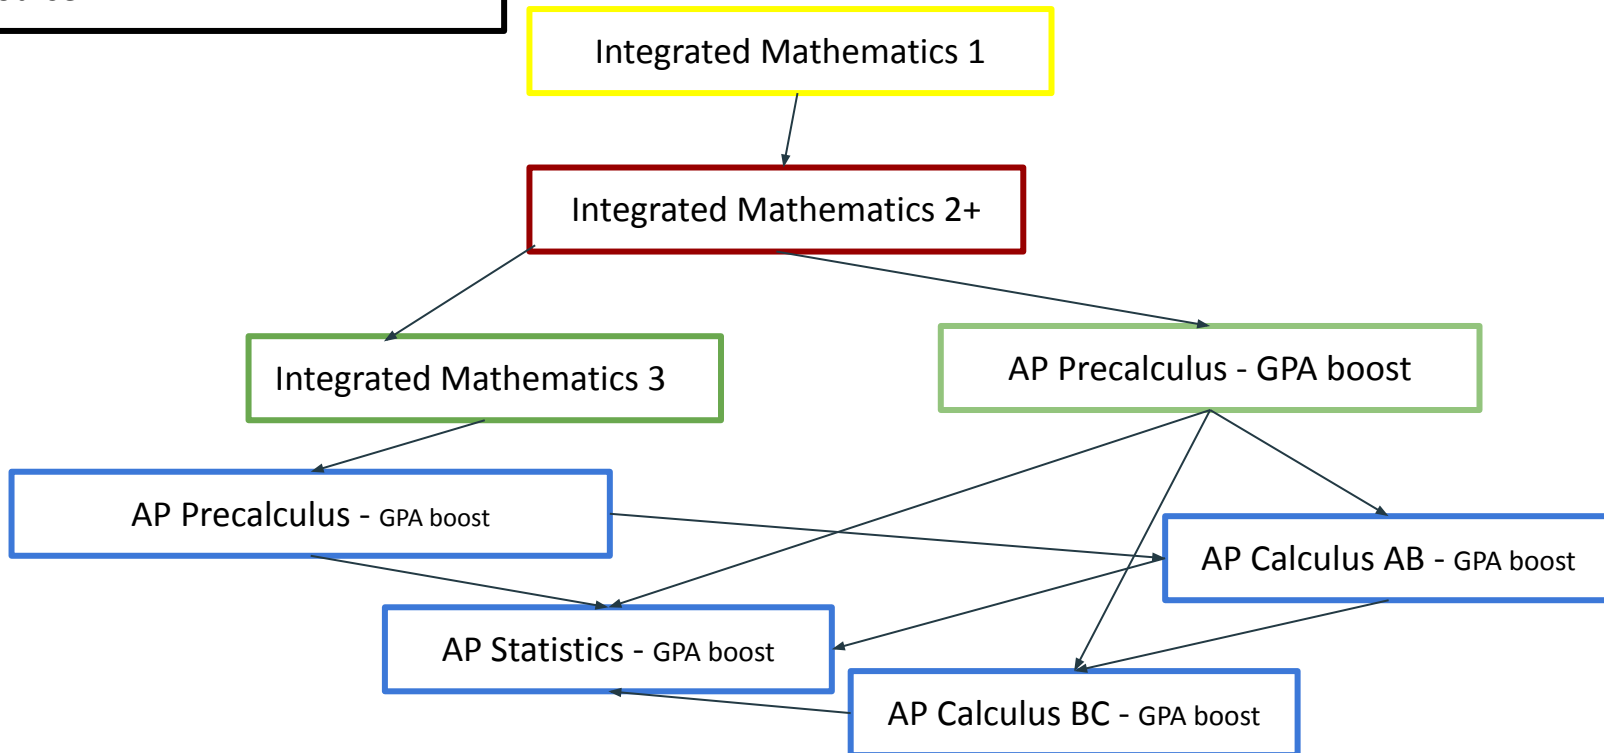 Integrated Mathematics 1
Integrated Mathematics 2+
Integrated Mathematics 3
AP Precalculus - GPA boost
AP Precalculus - GPA boost
AP Calculus AB - GPA boost
AP Statistics - GPA boost
AP Calculus BC - GPA boost